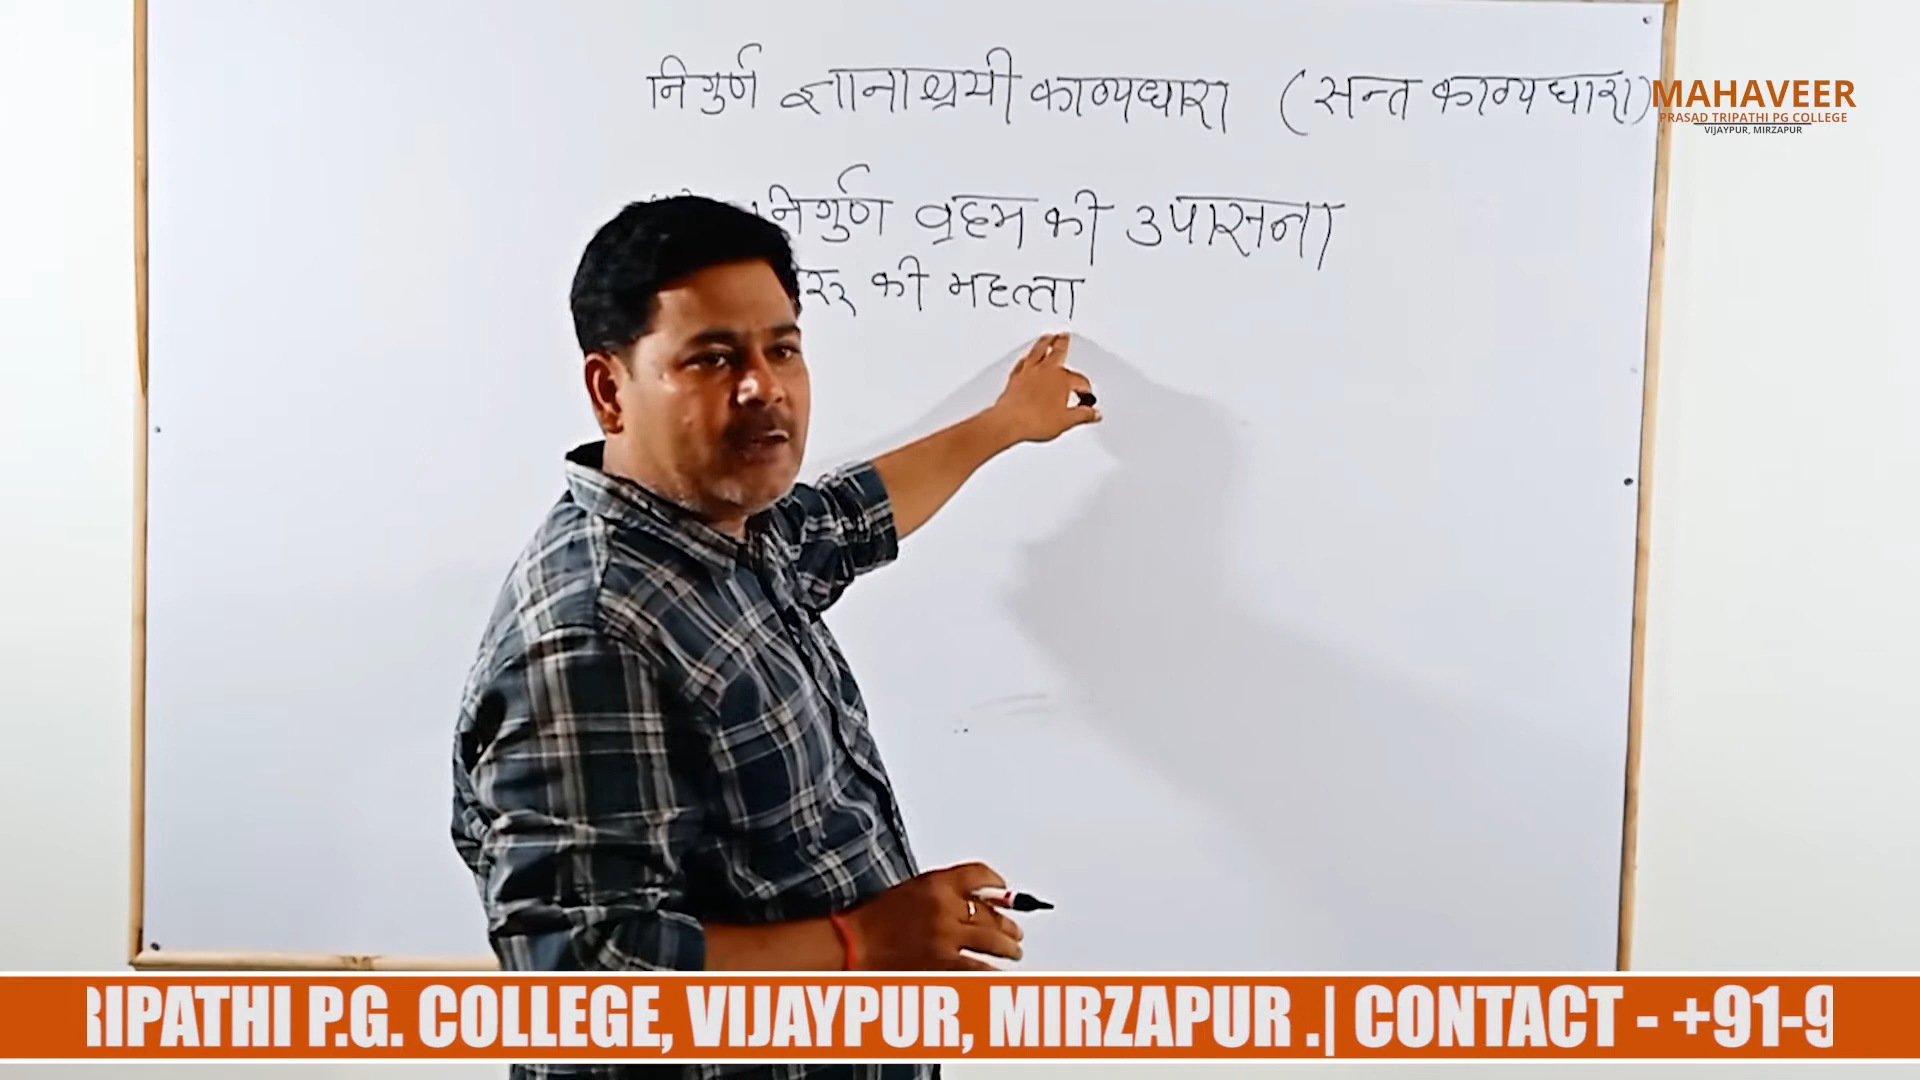 निर्गुण ज्ञानाश्रयी काव्यधारा (सन्त काव्यधारा)
निर्गुण ब्रह्म की उपासना
की महत्ता
MAHAVEER
PRASAD TRIPATHI PG COLLEGE
VIJAYPUR, MIRZAPUR
RIPATHI P.G. COLLEGE, VIJAYPUR, MIRZAPUR .| CONTACT - +91-9